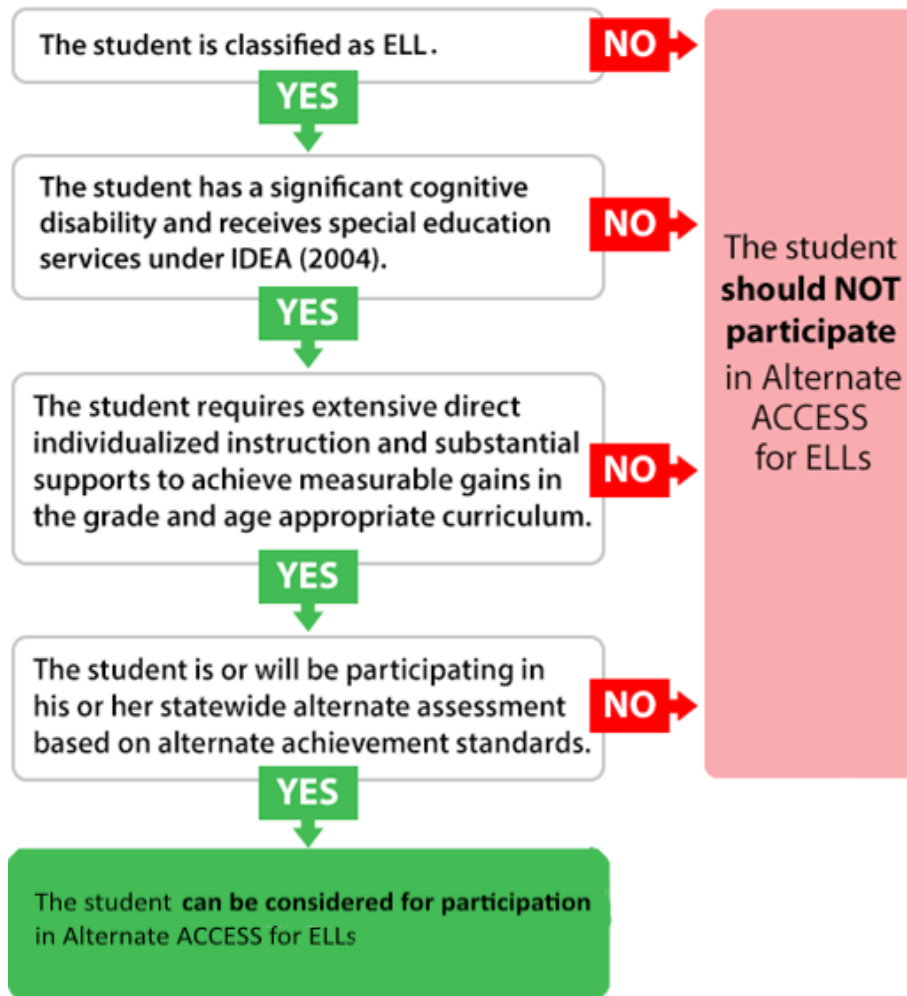 The student is classified as ELL.
NO
YES
The student has a significant cognitive
disability and receives special education
services under IDEA (2004).
NO
YES
The student requires extensive direct
individualized instruction and substantial
supports to achieve measurable gains in
the grade and age appropriate curriculum.
NO
YES
The student is or will be participating in
his or her statewide alternate assessment
based on alternate achievement standards.
NO
YES
The student can be considered for participation
in Alternate ACCESS for ELLs
The student
should NOT
participate
in Alternate
ACCESS
for ELLs